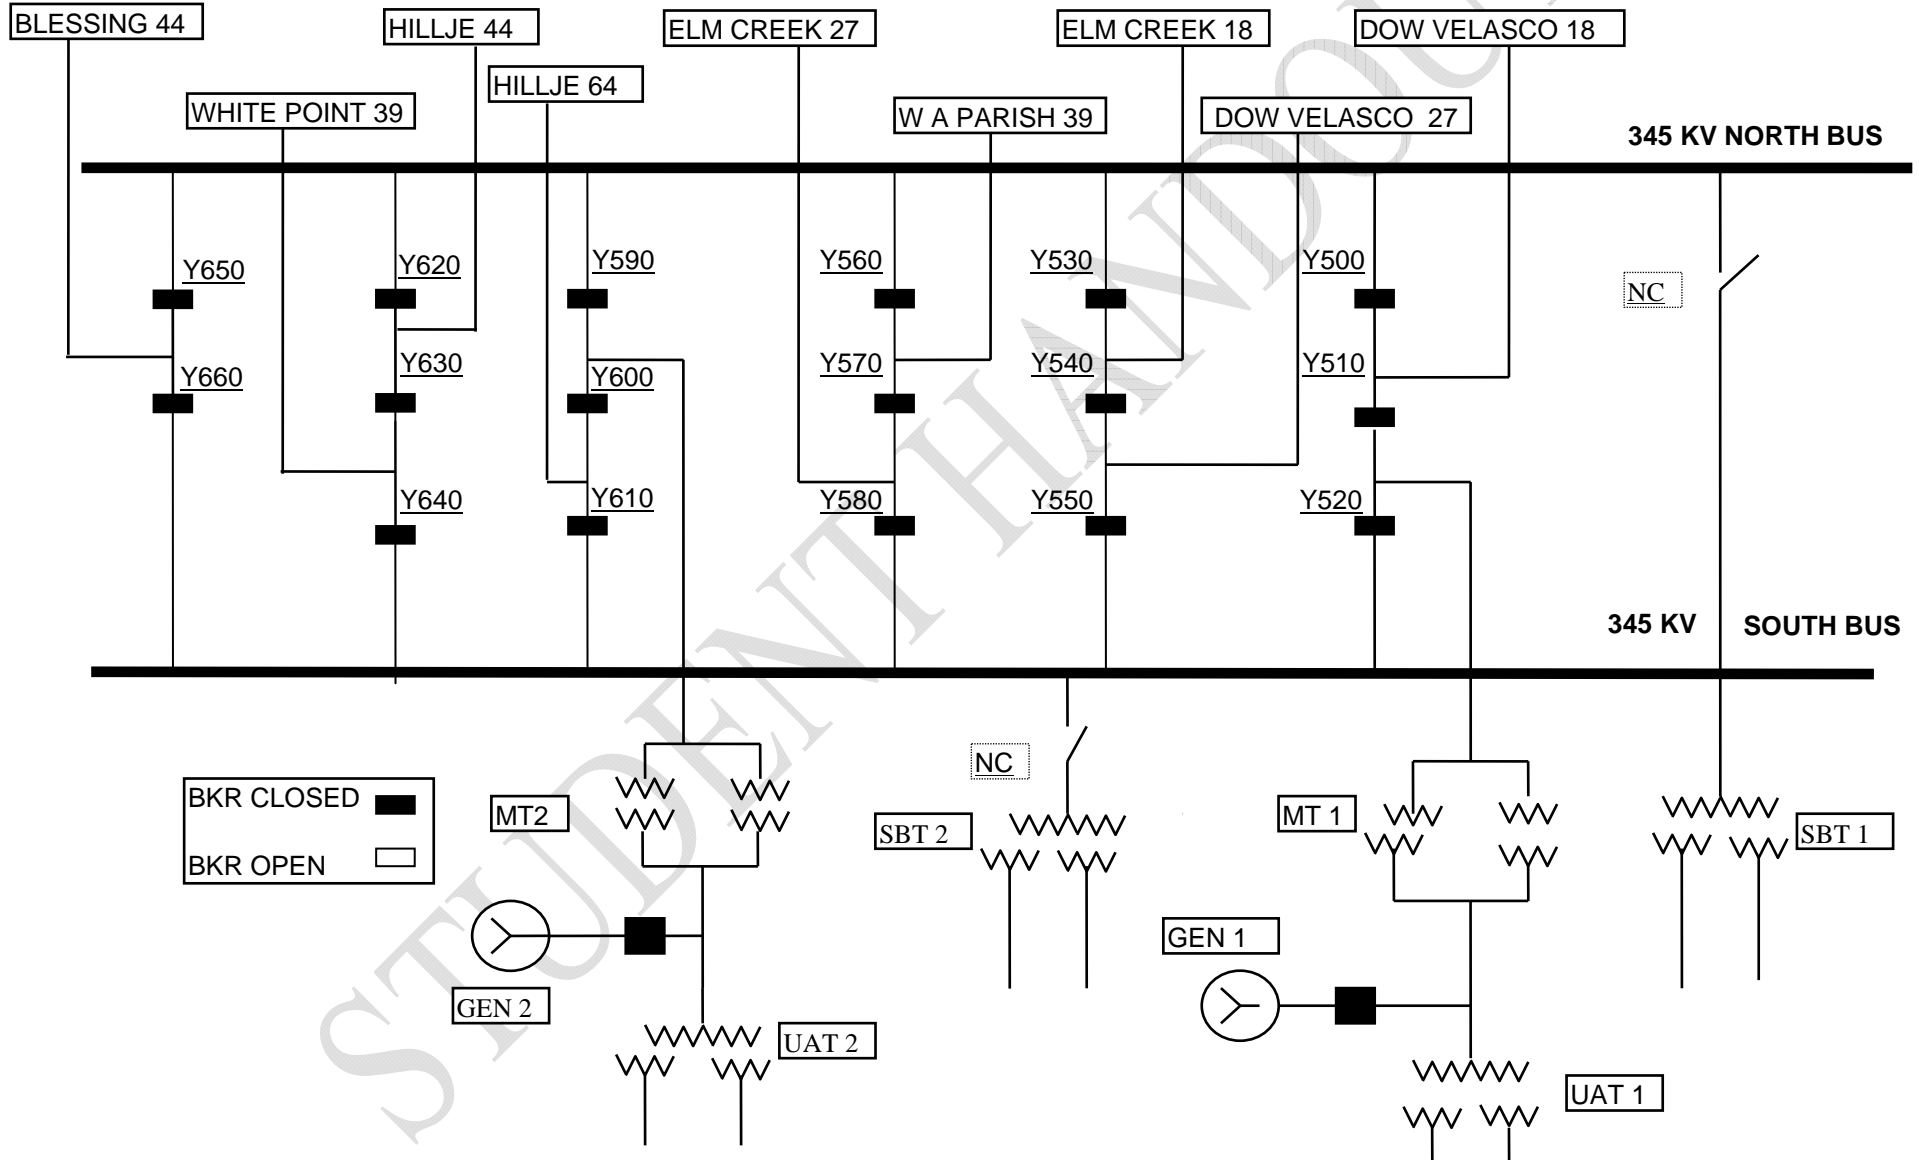 BLESSING 44
HILLJE 44
ELM CREEK 27
ELM CREEK 18
DOW VELASCO 18
HILLJE 64
WHITE POINT 39
W A PARISH 39
DOW VELASCO 27
345 KV NORTH BUS
Y650
Y620
Y590
Y560
Y530
Y500
NC
Y660
Y630
Y600
Y570
Y540
Y510
Y640
Y610
Y580
Y550
Y520
345 KV SOUTH BUS
NC
BKR CLOSED
BKR OPEN
MT2
SBT 2
MT 1
SBT 1
GEN 2
UAT 2
GEN 1
UAT 1
STUDENT HANDOU